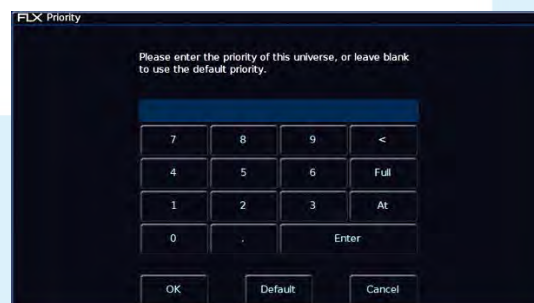 FLX Priority
Please enter the priority of this universe, or leave blank
to use the default priority.
7 8 9 <
4 5 6 Full
1 2 3 At
0 . Enter
OK Default Cancel